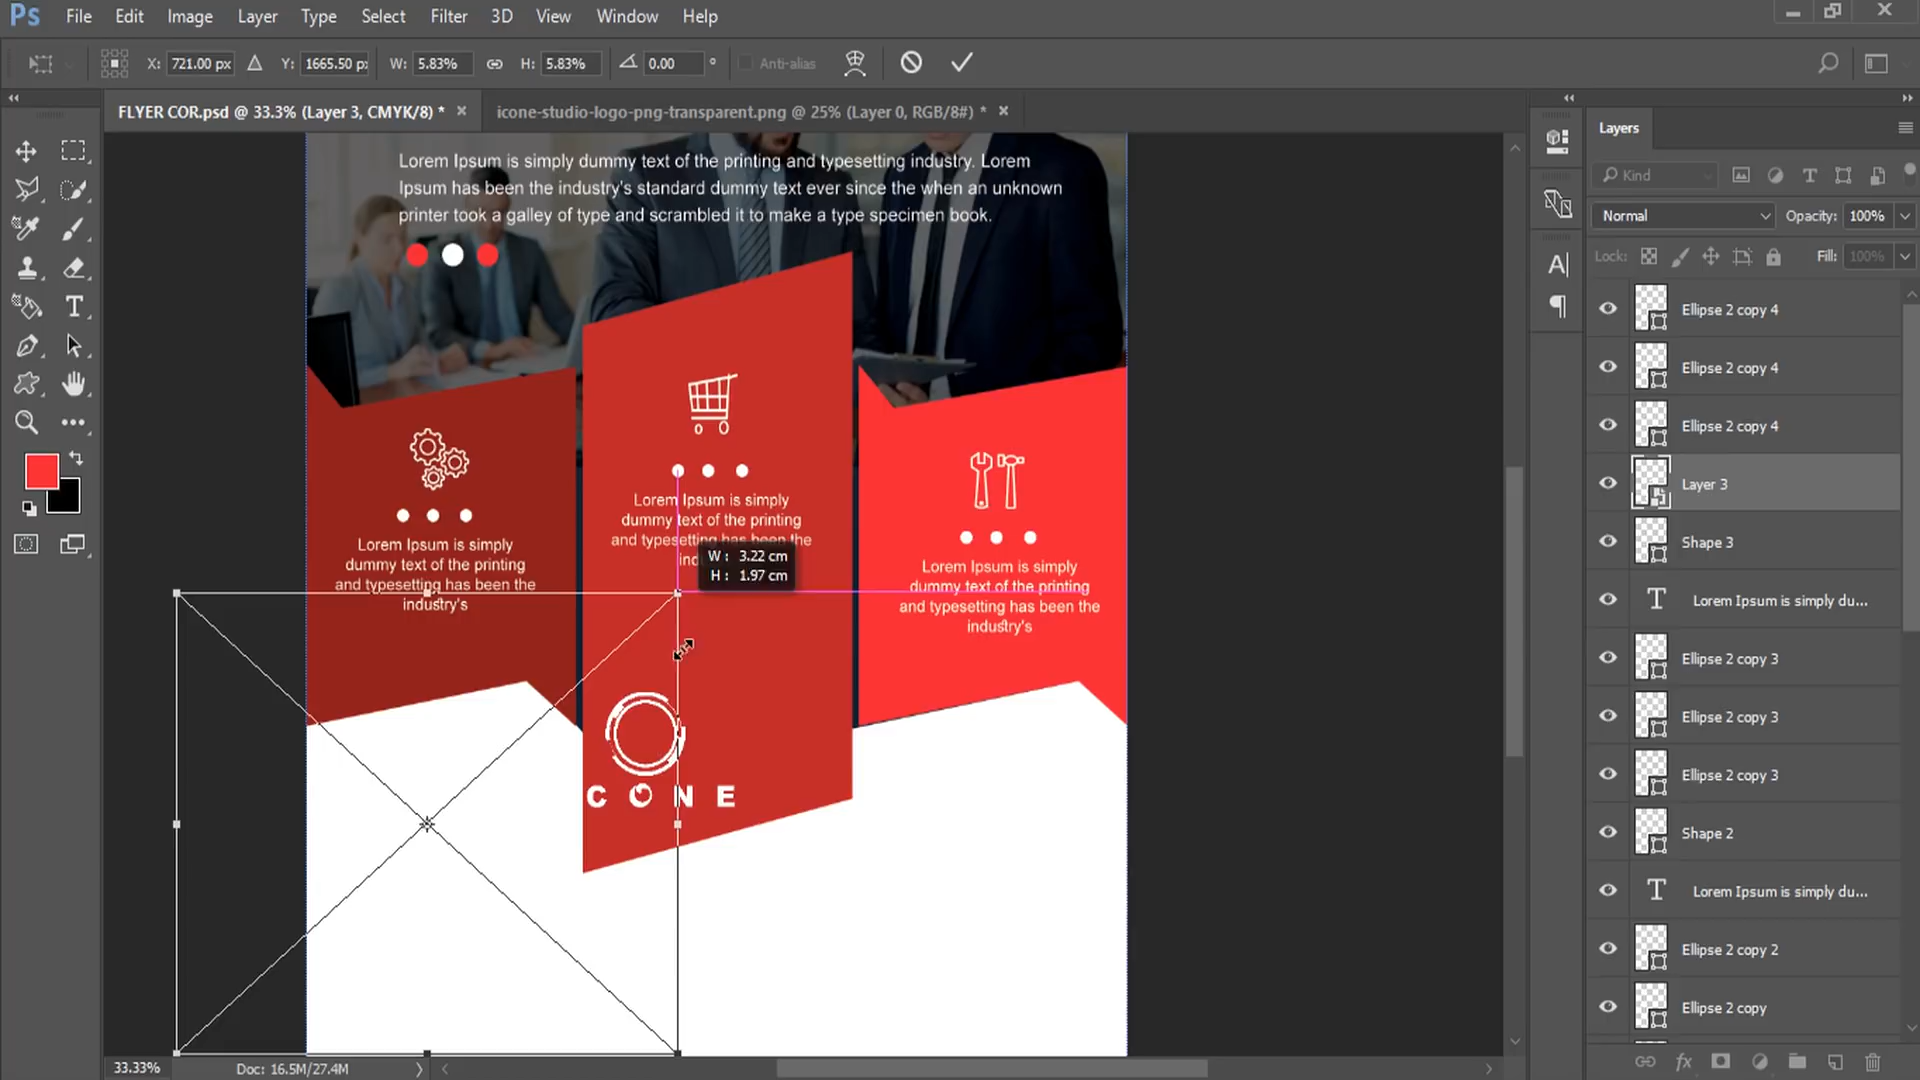 Ps File Edit Image Layer Type Select Filter 3D View Window Help
X: 721.00 px Y: 1665.50 p W: 5.83% H: 5.83% 0.00 ° Anti-alias
FLYER COR.psd @ 33.3% (Layer 3, CMYK/8) * icone-studio-logo-png-transparent.png @ 25% (Layer 0, RGB/8#) *
Layers
Kind
Normal Opacity: 100%
Lock: Fill: 100%
Ellipse 2 copy 4
Ellipse 2 copy 4
Ellipse 2 copy 4
Layer 3
Shape 3
Lorem Ipsum is simply du...
Ellipse 2 copy 3
Ellipse 2 copy 3
Ellipse 2 copy 3
Shape 2
Lorem Ipsum is simply du...
Ellipse 2 copy 2
Ellipse 2 copy
Lorem Ipsum is simply dummy text of the printing and typesetting industry. Lorem
Ipsum has been the industry's standard dummy text ever since the when an unknown
printer took a galley of type and scrambled it to make a type specimen book.
Lorem Ipsum is simply
dummy text of the printing
and typesetting has been the
industry's
Lorem Ipsum is simply
dummy text of the printing
and typesetting has been the
W: 3.22 cm
H: 1.97 cm
Lorem Ipsum is simply
dummy text of the printing
and typesetting has been the
industry's
C O N E
33.33% Doc: 16.5M/27.4M